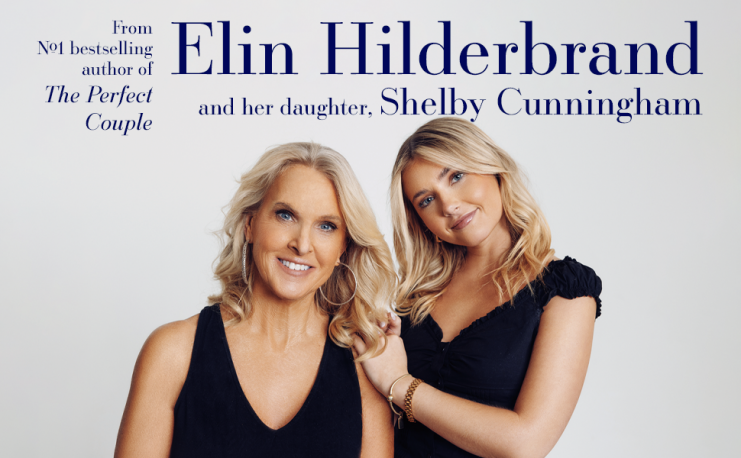 From
Nº1 bestselling
author of
The Perfect
Couple
Elin Hilderbrand
and her daughter, Shelby Cunningham